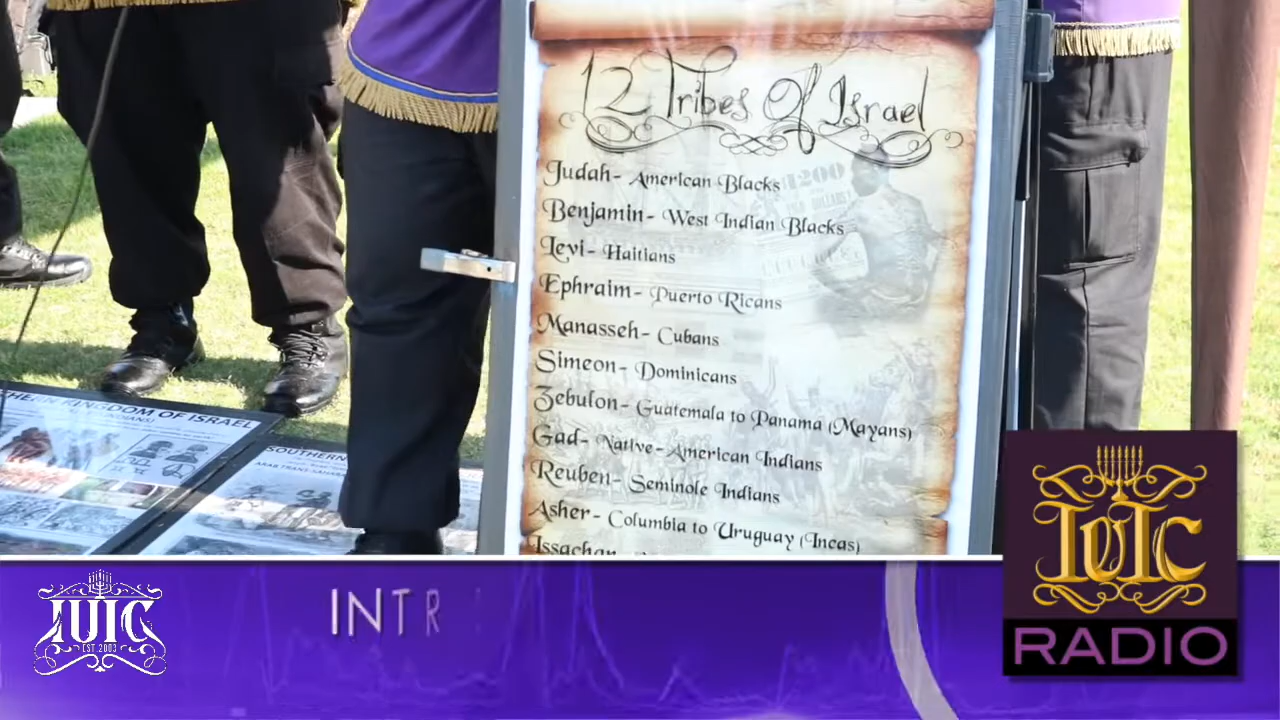 12 Tribes Of Israel
Judah- American Blacks
Benjamin- West Indian Blacks
Levi- Haitians
Ephraim- Puerto Ricans
Manasseh- Cubans
Simeon- Dominicans
Zebulon- Guatemala to Panama (Mayans)
Gad- Native-American Indians
Reuben- Seminole Indians
Asher- Columbia to Uruguay (Incas)
Issachar
1200
KINGDOM OF ISRAEL
SOUTHERN
INTR
IUIC
EST. 2003
IUIC
RADIO